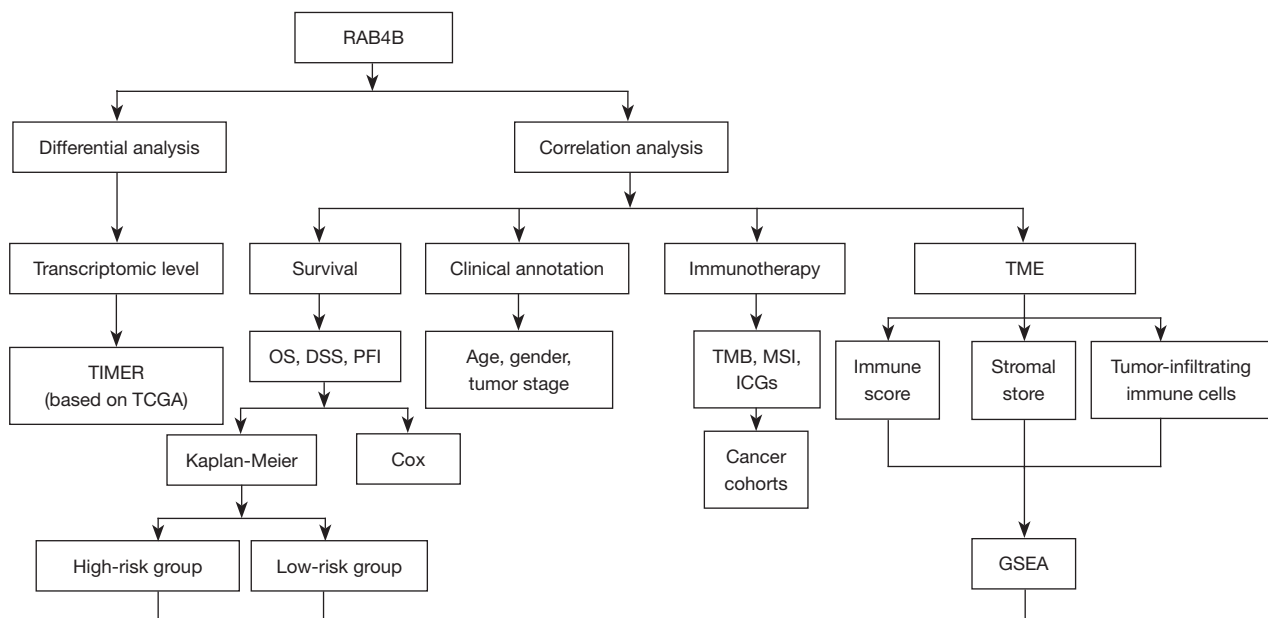 RAB4B
Differential analysis
Correlation analysis
Transcriptomic level
Survival
Clinical annotation
Immunotherapy
TME
TIMER
(based on TCGA)
OS, DSS, PFI
Age, gender,
tumor stage
TMB, MSI,
ICGs
Immune
score
Stromal
store
Tumor-infiltrating
immune cells
Kaplan-Meier
Cox
Cancer
cohorts
High-risk group
Low-risk group
GSEA